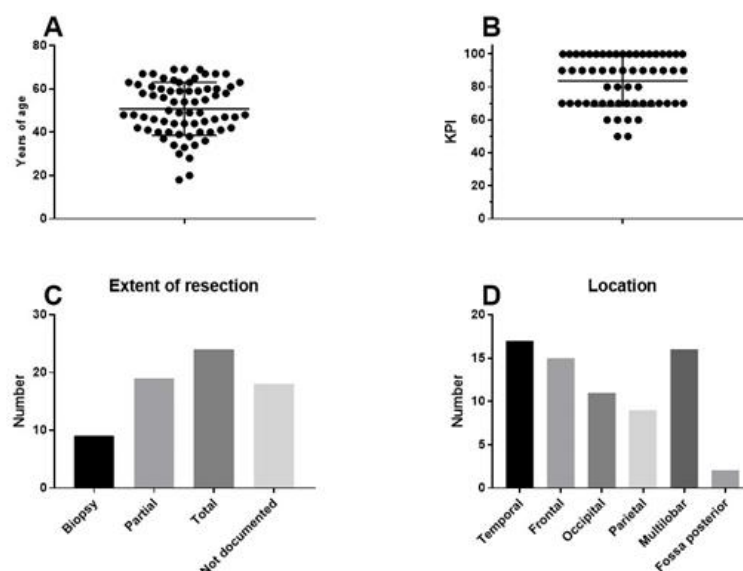 A
80
60
40
20
0
Years of age
B
100
80
60
40
20
0
KPI
C
Extent of resection
30
20
10
0
Number
Biopsy
Partial
Total
Not documented
D
Location
20
15
10
5
0
Number
Temporal
Frontal
Occipital
Parietal
Multilobar
Fossa posterior